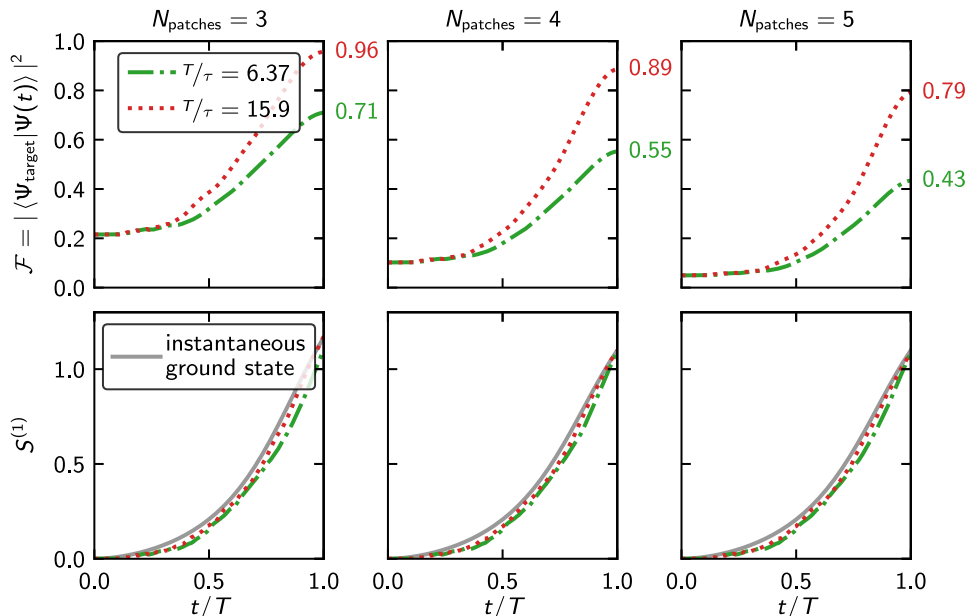 N_patches = 3
N_patches = 4
N_patches = 5
ℱ = | ⟨Ψ_target|Ψ(t)⟩ |²
1.0
0.8
0.6
0.4
0.2
0.0
T/τ = 6.37
T/τ = 15.9
0.96
0.71
0.89
0.55
0.79
0.43
S⁽¹⁾
1.0
0.5
0.0
instantaneous
ground state
0.0 0.5 1.0
0.0 0.5 1.0
0.0 0.5 1.0
t/T
t/T
t/T